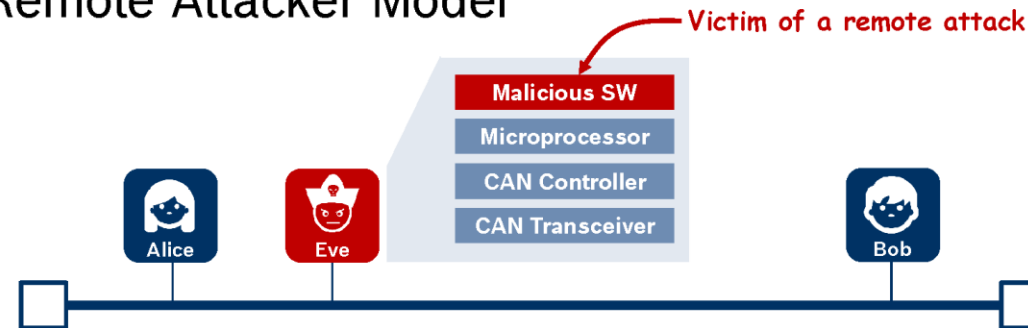 Remote Attacker Model
Victim of a remote attack
Malicious SW
Microprocessor
CAN Controller
CAN Transceiver
Alice
Eve
Bob